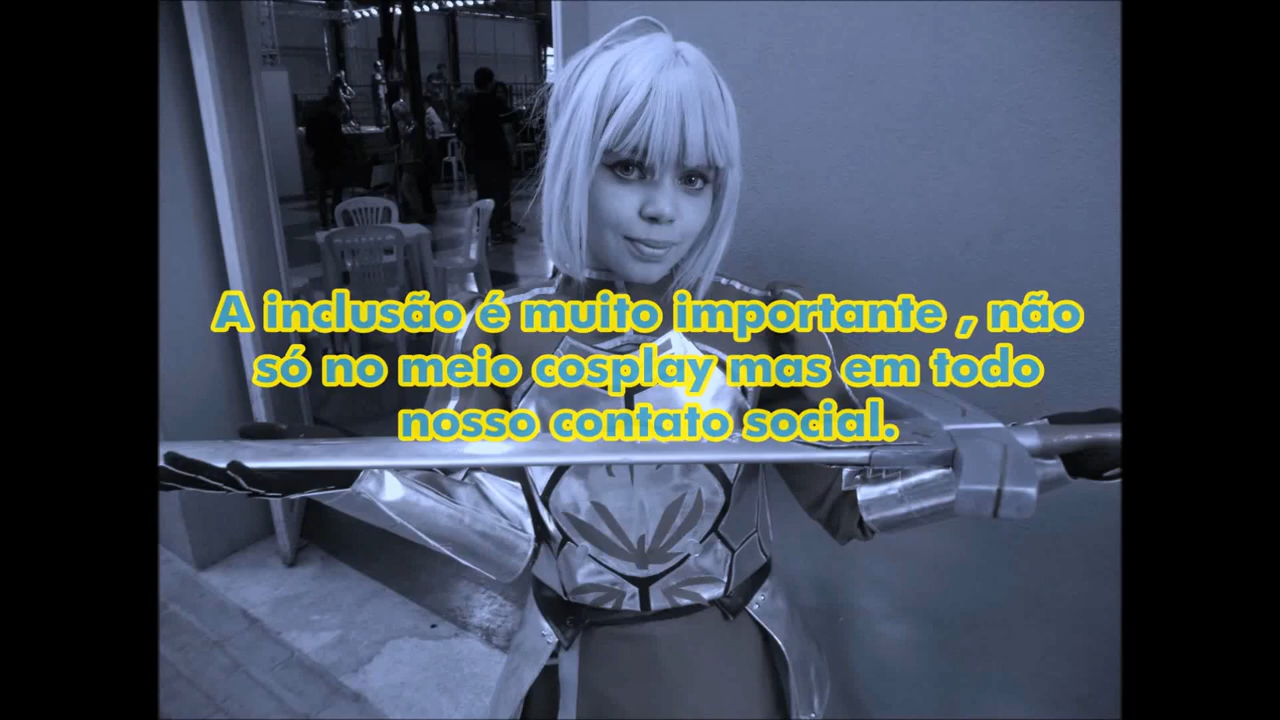 A inclusão é muito importante , não
só no meio cosplay mas em todo
nosso contato social.